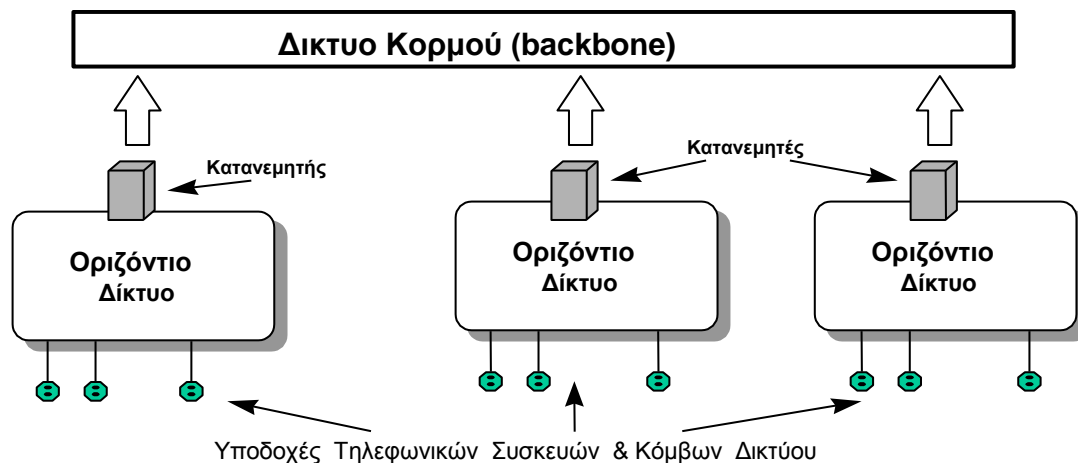 Δικτυο Κορμού (backbone)
Κατανεμητής
Κατανεμητές
Οριζόντιο
Δίκτυο
Οριζόντιο
Δίκτυο
Οριζόντιο
Δίκτυο
Υποδοχές Τηλεφωνικών Συσκευών & Κόμβων Δικτύου